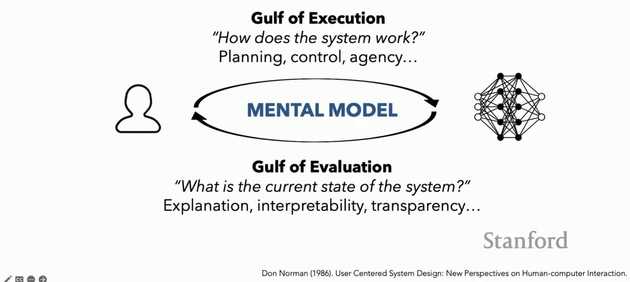 Gulf of Execution
“How does the system work?”
Planning, control, agency…
MENTAL MODEL
Gulf of Evaluation
“What is the current state of the system?”
Explanation, interpretability, transparency…
Stanford
Don Norman (1986). User Centered System Design: New Perspectives on Human-computer Interaction.